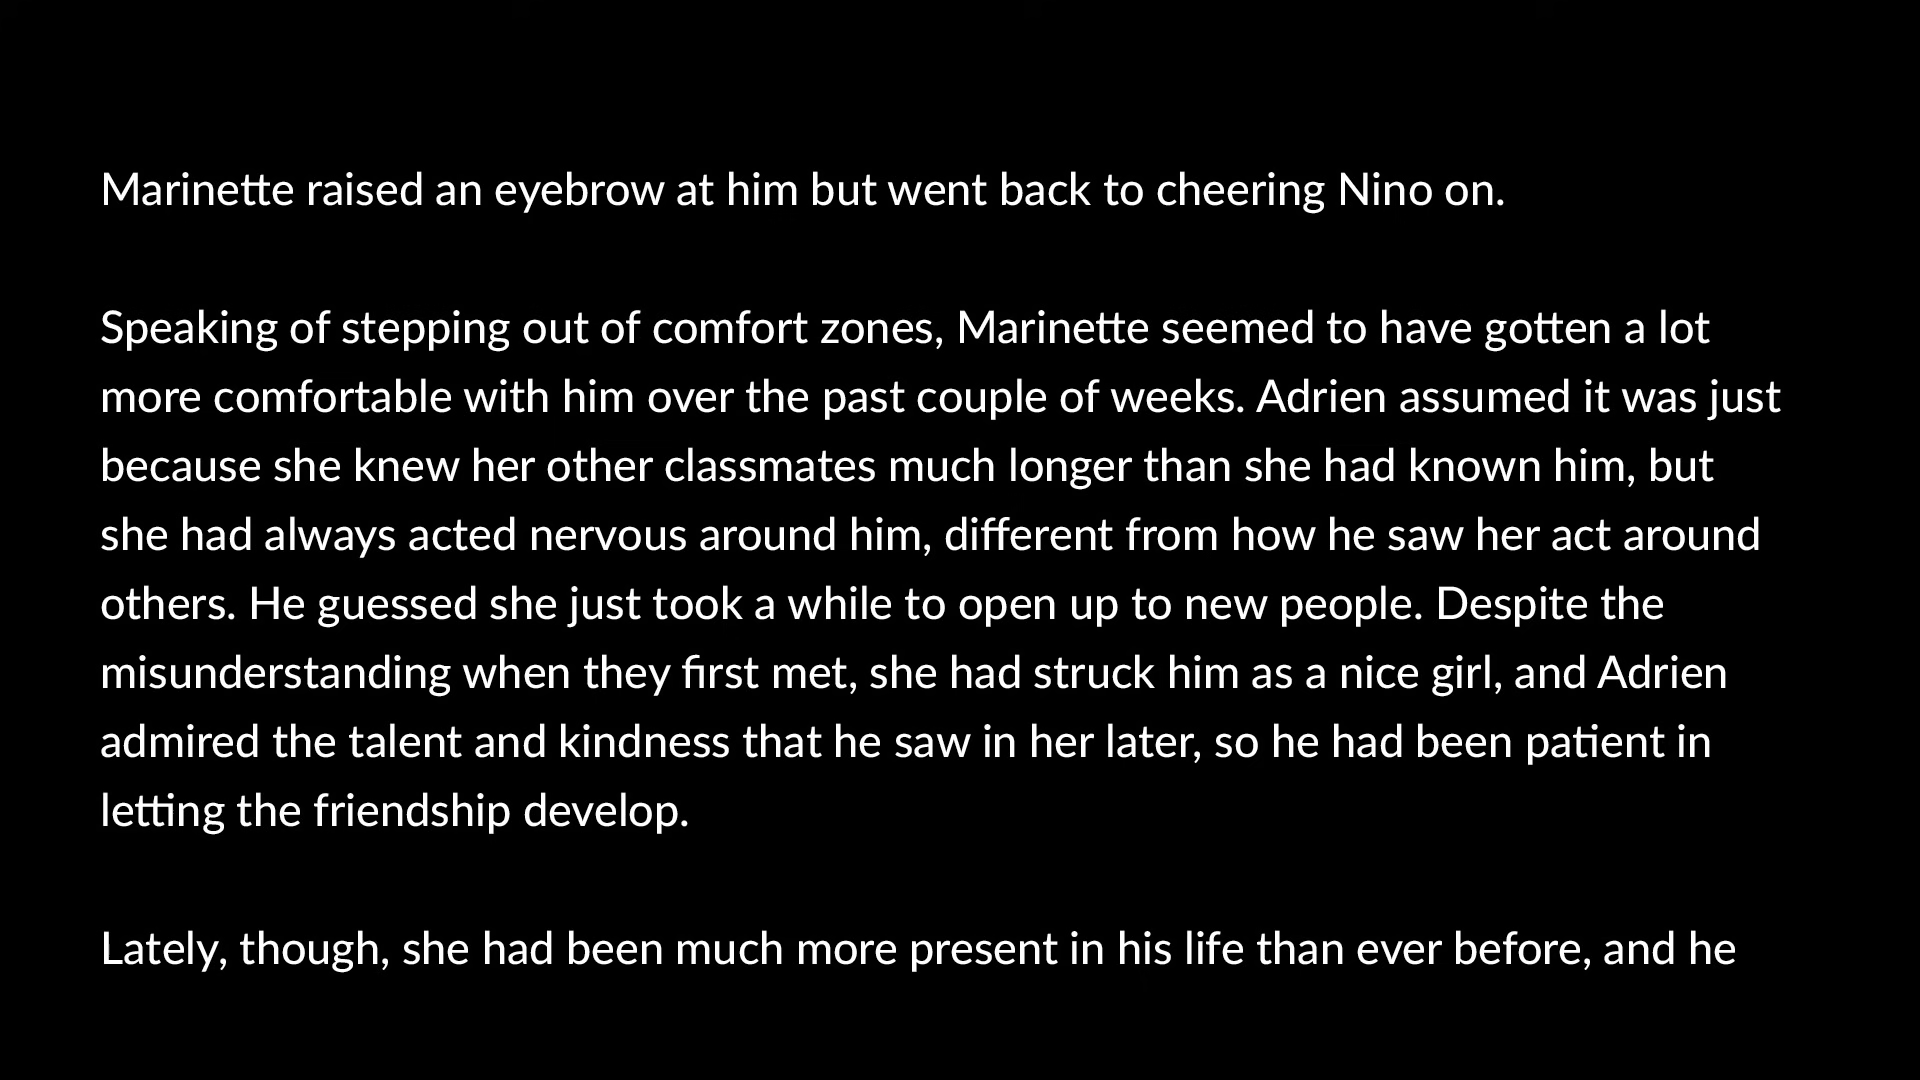 Marinette raised an eyebrow at him but went back to cheering Nino on.
Speaking of stepping out of comfort zones, Marinette seemed to have gotten a lot
more comfortable with him over the past couple of weeks. Adrien assumed it was just
because she knew her other classmates much longer than she had known him, but
she had always acted nervous around him, different from how he saw her act around
others. He guessed she just took a while to open up to new people. Despite the
misunderstanding when they first met, she had struck him as a nice girl, and Adrien
admired the talent and kindness that he saw in her later, so he had been patient in
letting the friendship develop.
Lately, though, she had been much more present in his life than ever before, and he